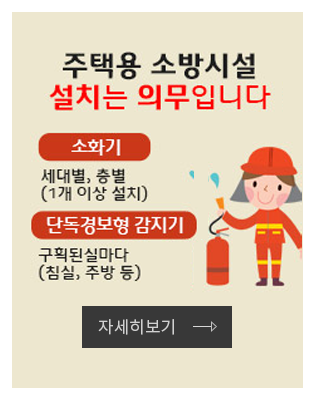 주택용 소방시설
설치는 의무입니다
소화기
세대별, 층별
(1개 이상 설치)
단독경보형 감지기
구획된실마다
(침실, 주방 등)
자세히보기